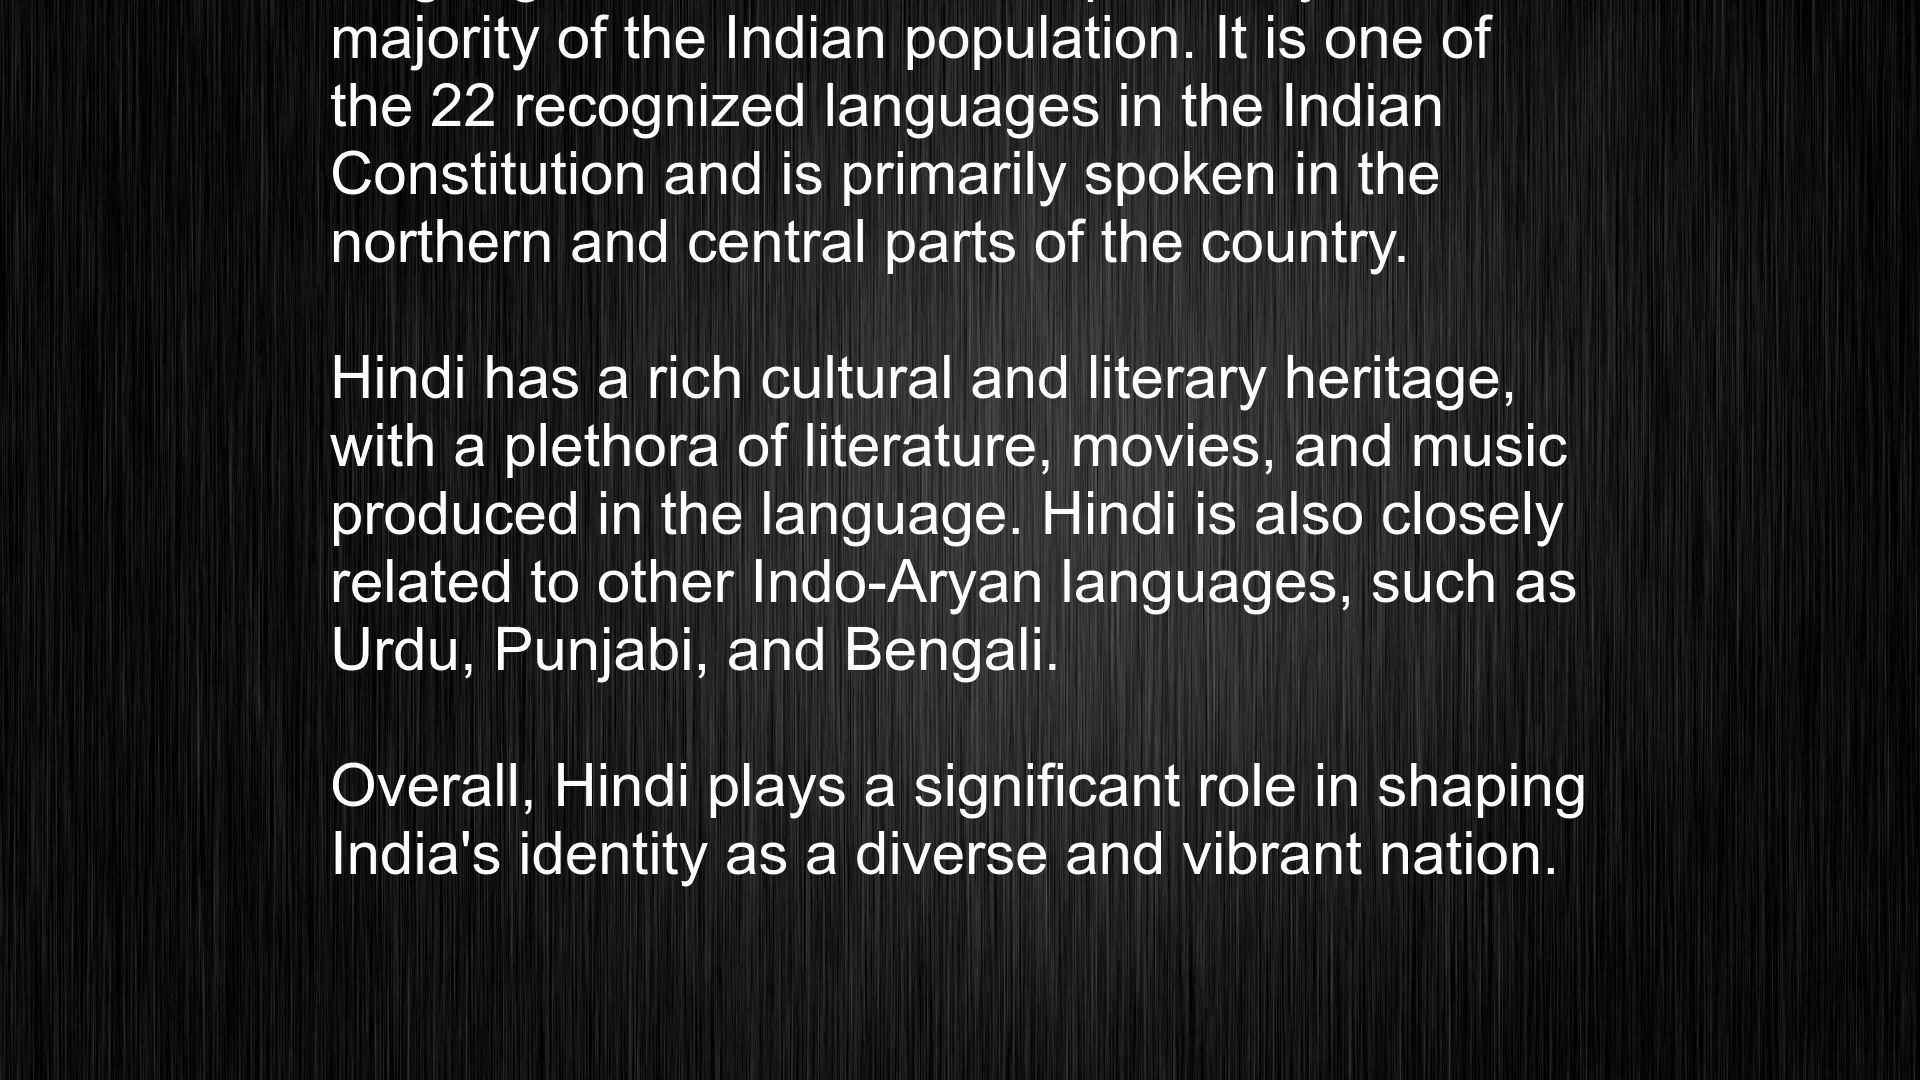 majority of the Indian population. It is one of
the 22 recognized languages in the Indian
Constitution and is primarily spoken in the
northern and central parts of the country.
Hindi has a rich cultural and literary heritage,
with a plethora of literature, movies, and music
produced in the language. Hindi is also closely
related to other Indo-Aryan languages, such as
Urdu, Punjabi, and Bengali.
Overall, Hindi plays a significant role in shaping
India's identity as a diverse and vibrant nation.